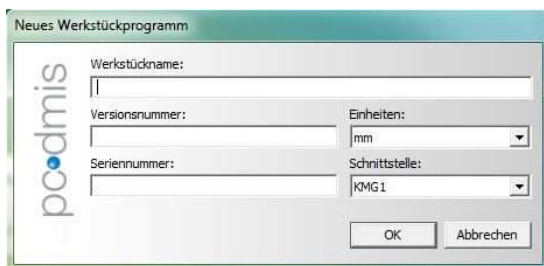 Neues Werkstückprogramm
pcdmis
Werkstückname:
Versionsnummer:
Einheiten:
mm
Seriennummer:
Schnittstelle:
KMG1
OK
Abbrechen